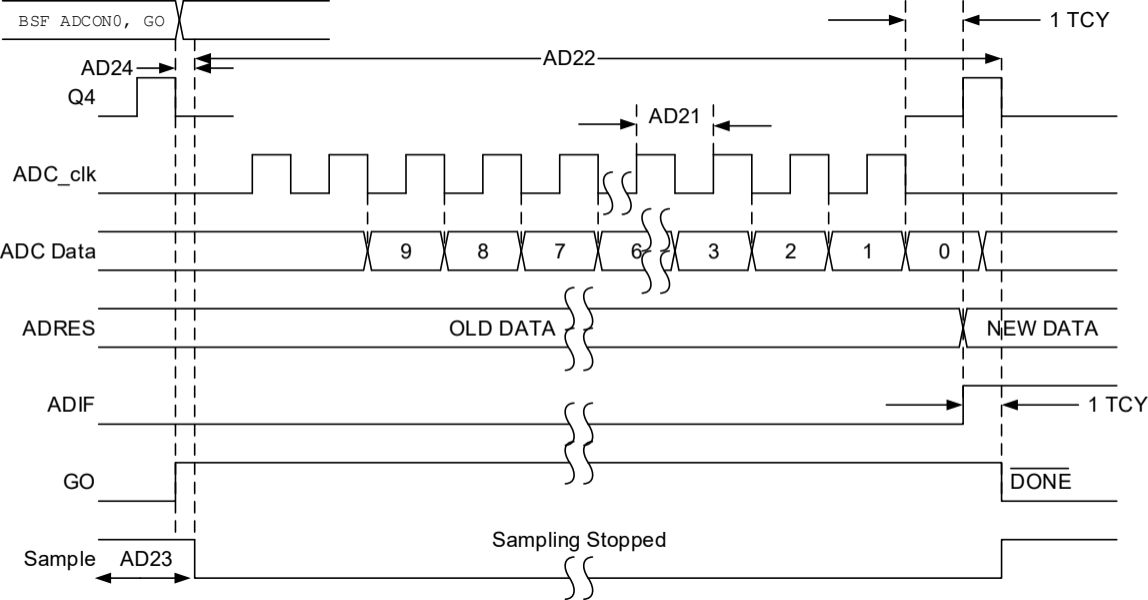 BSF ADCON0, GO
1 TCY
AD22
AD24
Q4
AD21
ADC_clk
ADC Data 9 8 7 6 3 2 1 0
ADRES OLD DATA NEW DATA
ADIF 1 TCY
GO DONE
Sampling Stopped
Sample AD23